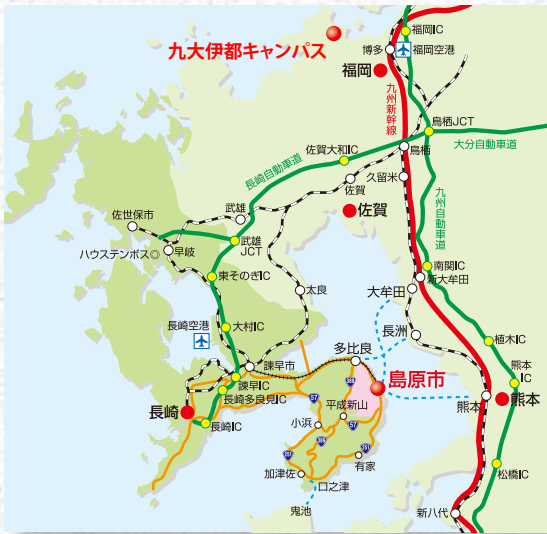 九大伊都キャンパス
福岡IC
博多
福岡空港
福岡
九州新幹線
鳥栖JCT
大分自動車道
佐賀大和IC
鳥栖
長崎自動車道
佐賀
久留米
九州自動車道
武雄
佐賀
佐世保市
武雄
JCT
ハウステンボス◎
早岐
南関IC
新大牟田
東そのぎIC
太良
大牟田
長崎空港
大村IC
長洲
植木IC
多比良
諫早市
熊本
IC
諫早IC
島原市
長崎多良見IC
57
平成新山
熊本
熊本
長崎
小浜
57
長崎IC
有家
松橋IC
加津佐
口之津
鬼池
新八代